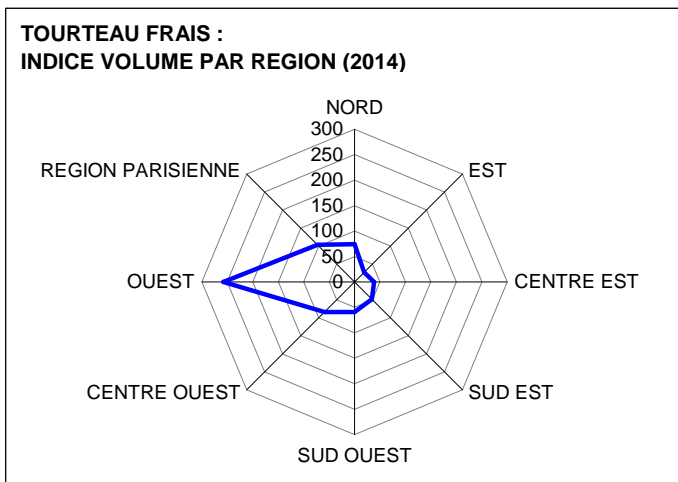 TOURTEAU FRAIS :
INDICE VOLUME PAR REGION (2014)
NORD
300
250
200
150
100
50
0
EST
CENTRE EST
SUD EST
SUD OUEST
CENTRE OUEST
OUEST
REGION PARISIENNE